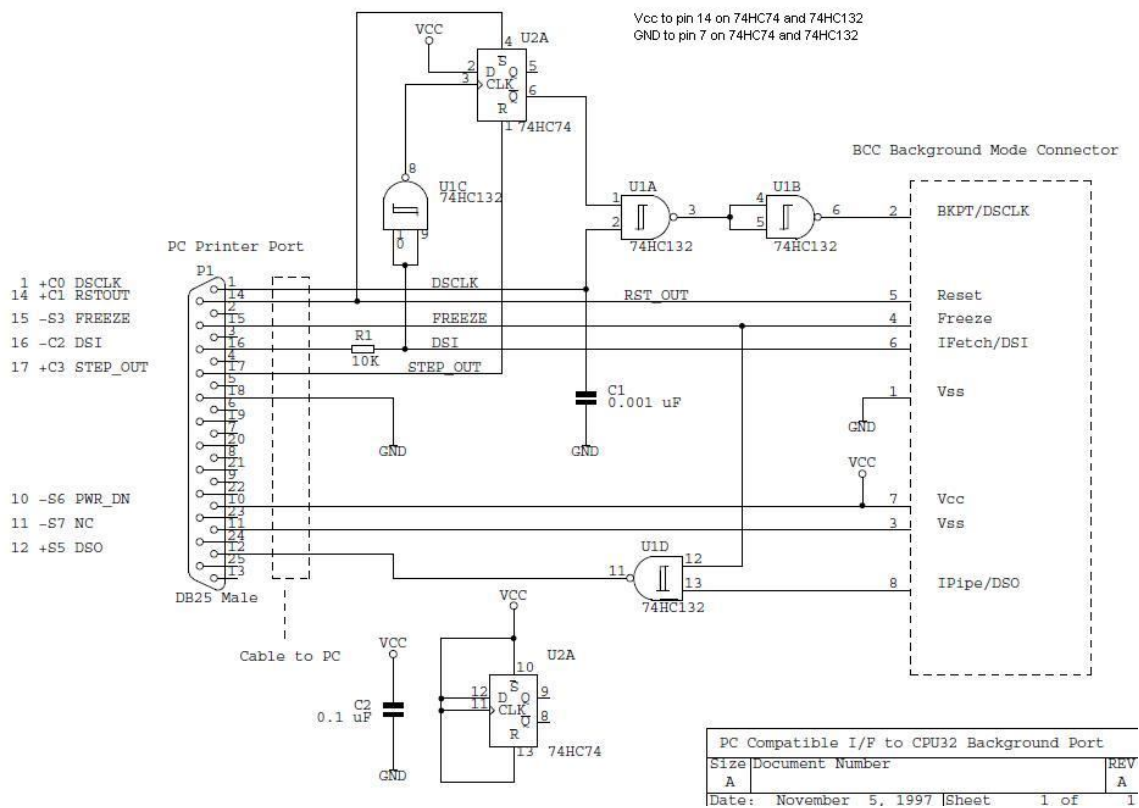 Vcc to pin 14 on 74HC74 and 74HC132
GND to pin 7 on 74HC74 and 74HC132
VCC
4
U2A
S
2
D
Q
5
3
CLK
Q
6
R
1
74HC74
8
U1C
74HC132
1
0
9
BCC Background Mode Connector
U1A
1
2
3
74HC132
U1B
4
5
6
74HC132
2
BKPT/DSCLK
PC Printer Port
P1
1 +C0 DSCLK
14 +C1 RSTOUT
15 -S3 FREEZE
16 -C2 DSI
17 +C3 STEP_OUT
10 -S6 PWR_DN
11 -S7 NC
12 +S5 DSO
1
14
2
15
3
16
4
17
5
18
6
19
7
20
8
21
9
22
10
23
11
24
12
25
13
DB25 Male
Cable to PC
DSCLK
RST_OUT
5
Reset
FREEZE
4
Freeze
R1
10K
DSI
6
IFetch/DSI
STEP_OUT
C1
0.001 uF
GND
GND
1
Vss
GND
VCC
7
Vcc
3
Vss
U1D
11
12
13
74HC132
8
IPipe/DSO
VCC
C2
0.1 uF
GND
VCC
10
U2A
S
12
D
Q
9
11
CLK
Q
8
R
13
74HC74
PC Compatible I/F to CPU32 Background Port
Size Document Number REV
A A
Date: November 5, 1997 Sheet 1 of 1